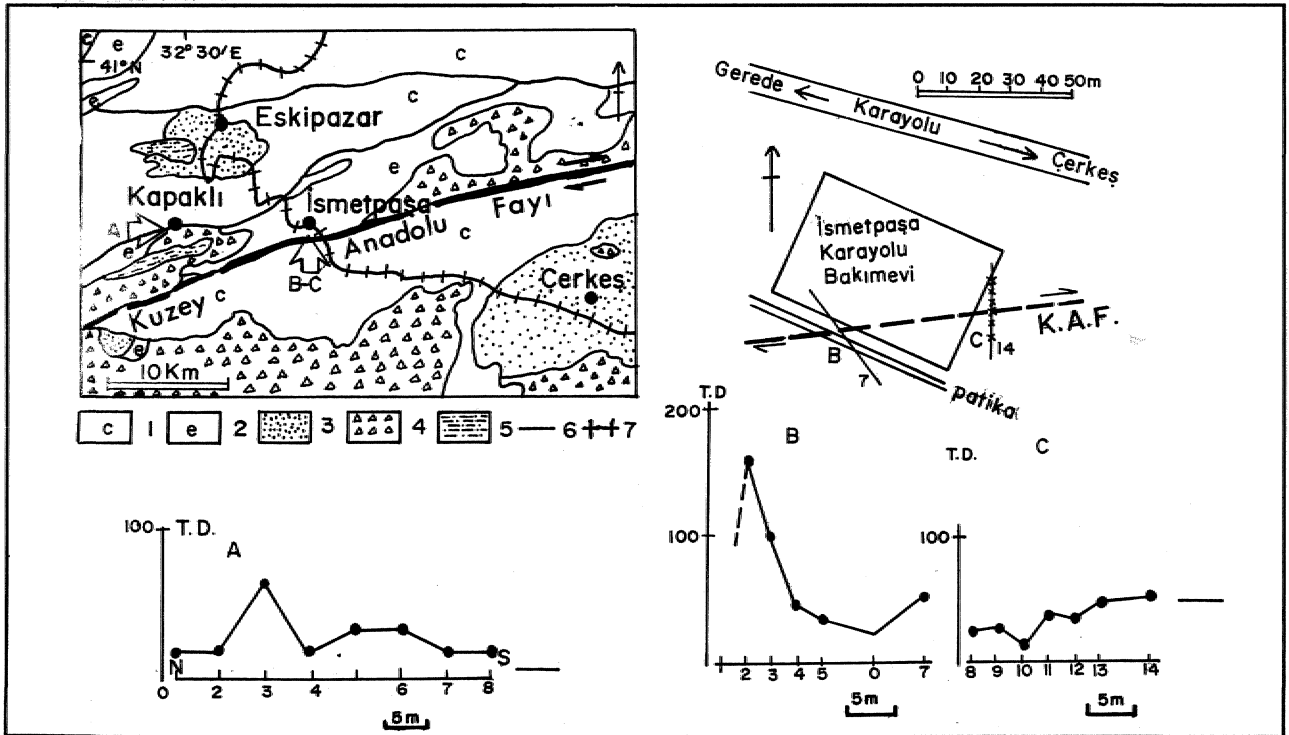 c
e
32° 30′ E
41° N
c
e
c
Eskipazar
e
Kapaklı
İsmetpaşa
Fayı
A
Anadolu
c
e
B-C
Çerkeş
Kuzey
c
e
10 Km
c 1 e 2 3 4 5 6 7
Gerede
Karayolu
Çerkeş
0 10 20 30 40 50m
İsmetpaşa
Karayolu
Bakımevi
K.A.F.
B
C
14
7
patika
T.D
200
B
100
2 3 4 5 0 7
5m
T.D. C
100
8 9 10 11 12 13 14
5m
100 T.D.
A
N S
0 2 3 4 6 7 8
5m